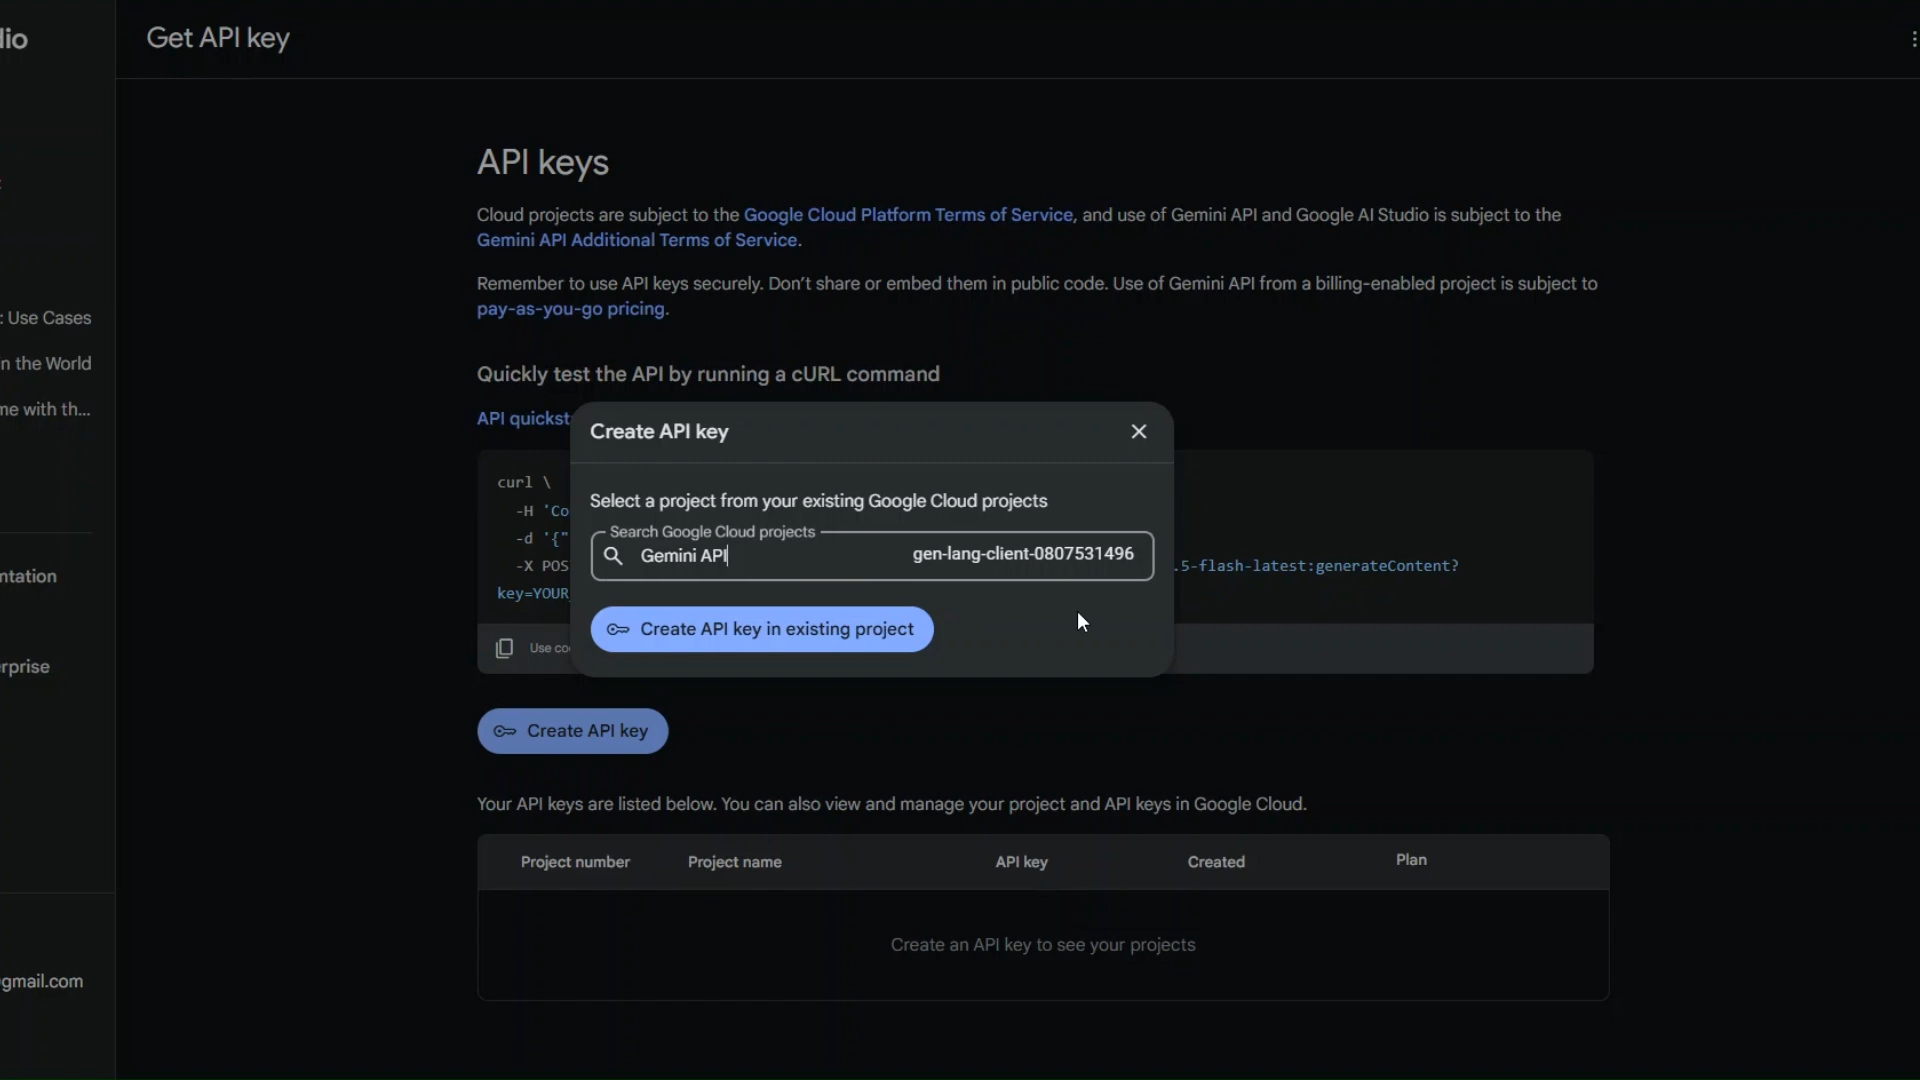 dio
Get API key
API keys
Cloud projects are subject to the Google Cloud Platform Terms of Service, and use of Gemini API and Google AI Studio is subject to the
Gemini API Additional Terms of Service.
Remember to use API keys securely. Don't share or embed them in public code. Use of Gemini API from a billing-enabled project is subject to
pay-as-you-go pricing.
: Use Cases
n the World
me with th...
Quickly test the API by running a cURL command
API quickst
Create API key
curl \
-H 'Co
-d '{"
-X POS
.5-flash-latest:generateContent?
key=YOUR_
Use co
Select a project from your existing Google Cloud projects
Search Google Cloud projects
Gemini API gen-lang-client-0807531496
Create API key in existing project
ntation
rprise
Create API key
Your API keys are listed below. You can also view and manage your project and API keys in Google Cloud.
Project number Project name API key Created Plan
Create an API key to see your projects
gmail.com